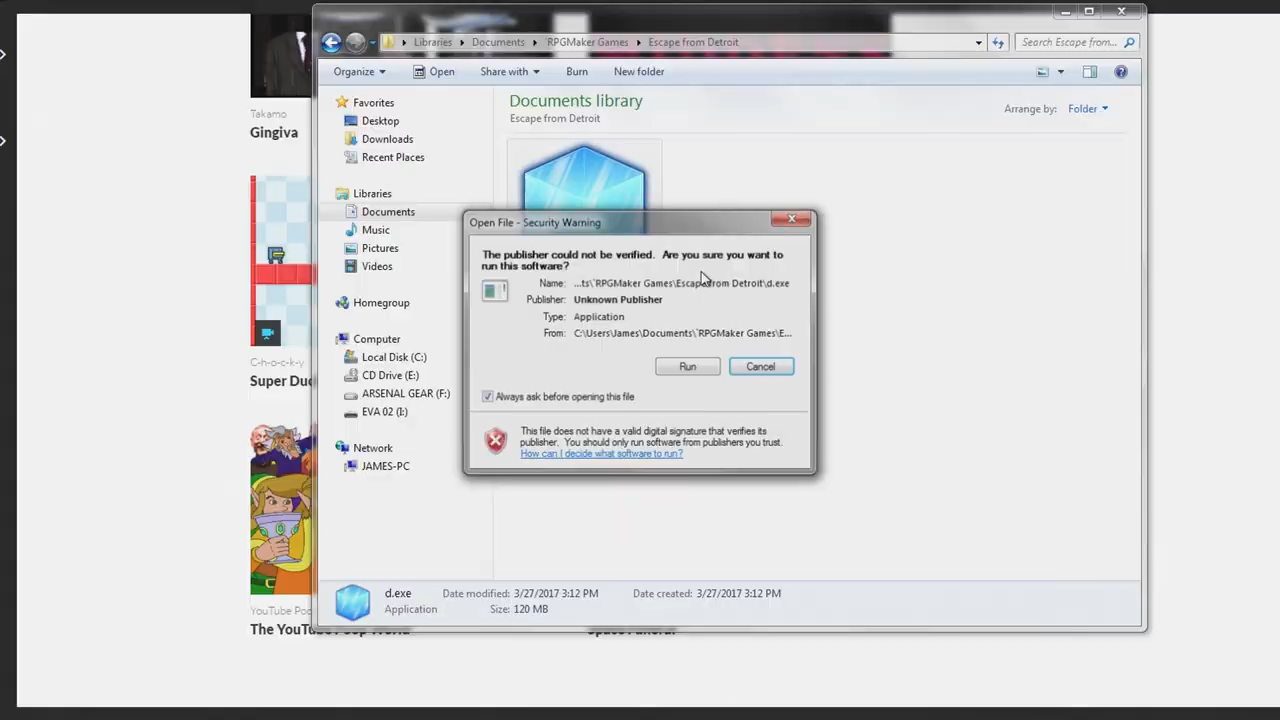 Libraries
Documents
`RPGMaker Games
Escape from Detroit
Search Escape from...
Organize
Open
Share with
Burn
New folder
Documents library
Escape from Detroit
Arrange by:
Folder
Favorites
Desktop
Downloads
Recent Places
Libraries
Documents
Music
Pictures
Videos
Homegroup
Computer
Local Disk (C:)
CD Drive (E:)
ARSENAL GEAR (F:)
EVA 02 (I:)
Network
JAMES-PC
Open File - Security Warning
The publisher could not be verified. Are you sure you want to
run this software?
Name: ...ts\`RPGMaker Games\Escape from Detroit\d.exe
Publisher: Unknown Publisher
Type: Application
From: C:\Users\James\Documents\`RPGMaker Games\E...
Run
Cancel
Always ask before opening this file
This file does not have a valid digital signature that verifies its
publisher. You should only run software from publishers you trust.
How can I decide what software to run?
d.exe
Date modified: 3/27/2017 3:12 PM
Date created: 3/27/2017 3:12 PM
Application
Size: 120 MB
Takamo
Gingiva
C-h-o-c-k-y
Super Du
YouTube Poo
The YouTube Poop World
Space Funeral